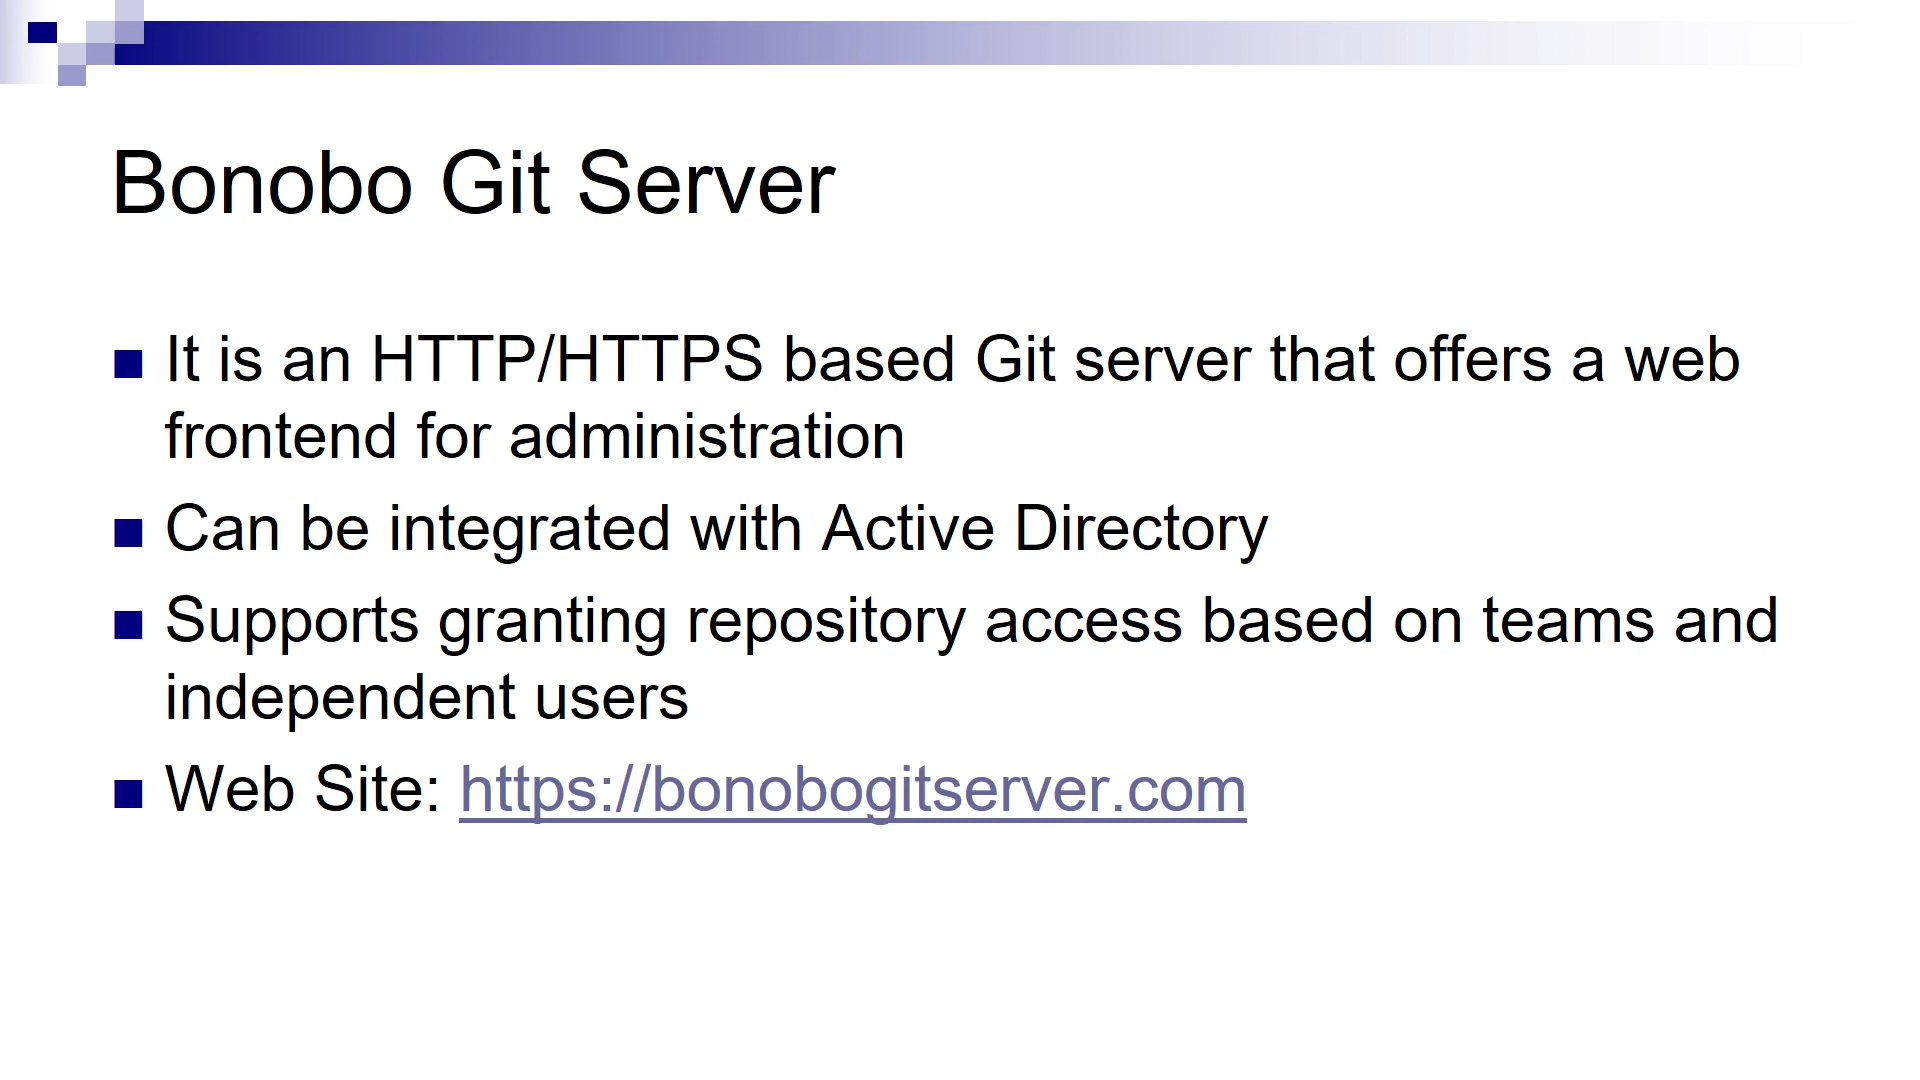 Bonobo Git Server
It is an HTTP/HTTPS based Git server that offers a web
frontend for administration
Can be integrated with Active Directory
Supports granting repository access based on teams and
independent users
Web Site: https://bonobogitserver.com